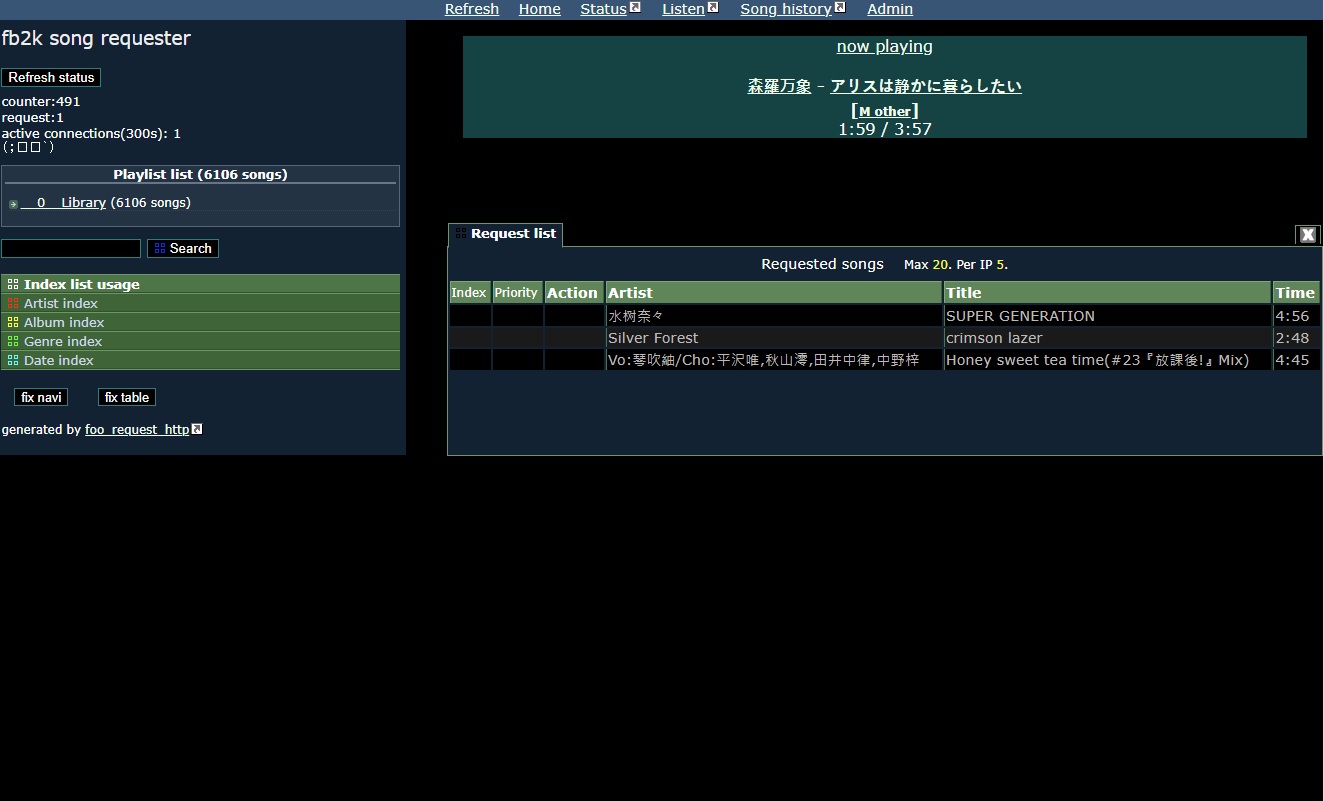 Refresh Home Status Listen Song history Admin
fb2k song requester
Refresh status
counter:491
request:1
active connections(300s): 1
(;□□`)
Playlist list (6106 songs)
0 Library (6106 songs)
Search
Index list usage
Artist index
Album index
Genre index
Date index
fix navi fix table
generated by foo_request_http
now playing
森羅万象 - アリスは静かに暮らしたい
[M other]
1:59 / 3:57
Request list X
Requested songs Max 20. Per IP 5.
Index Priority Action Artist Title Time
水树奈々 SUPER GENERATION 4:56
Silver Forest crimson lazer 2:48
Vo:琴吹紬/Cho:平沢唯,秋山澪,田井中律,中野梓 Honey sweet tea time(#23『放課後!』Mix) 4:45